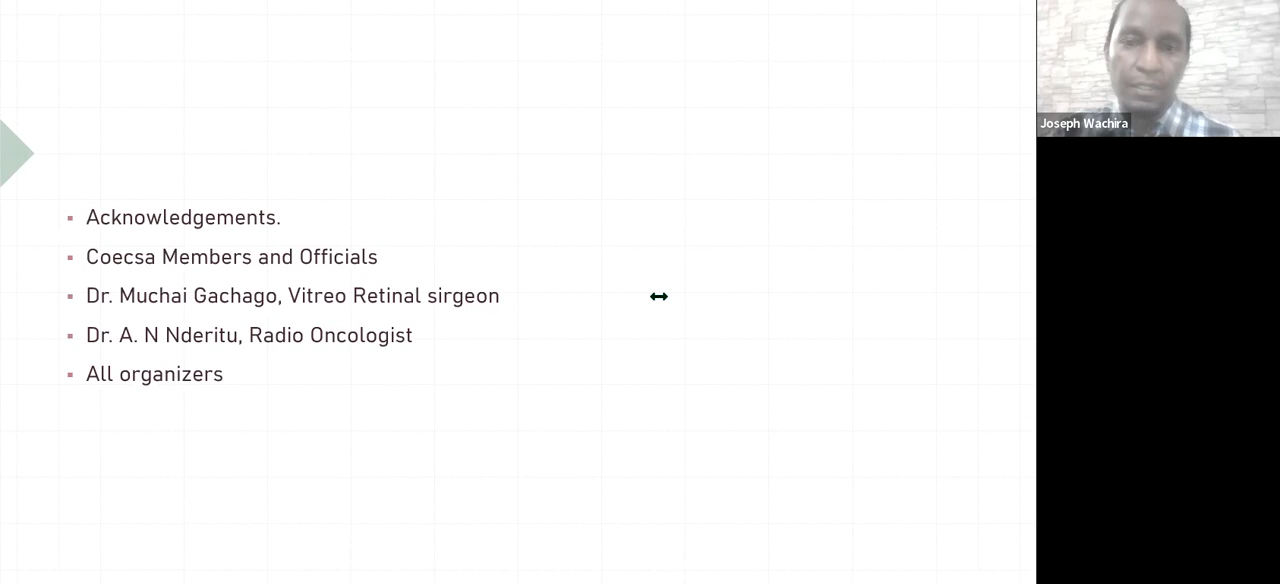 Acknowledgements.
Coecsa Members and Officials
Dr. Muchai Gachago, Vitreo Retinal sirgeon
Dr. A. N Nderitu, Radio Oncologist
All organizers
Joseph Wachira